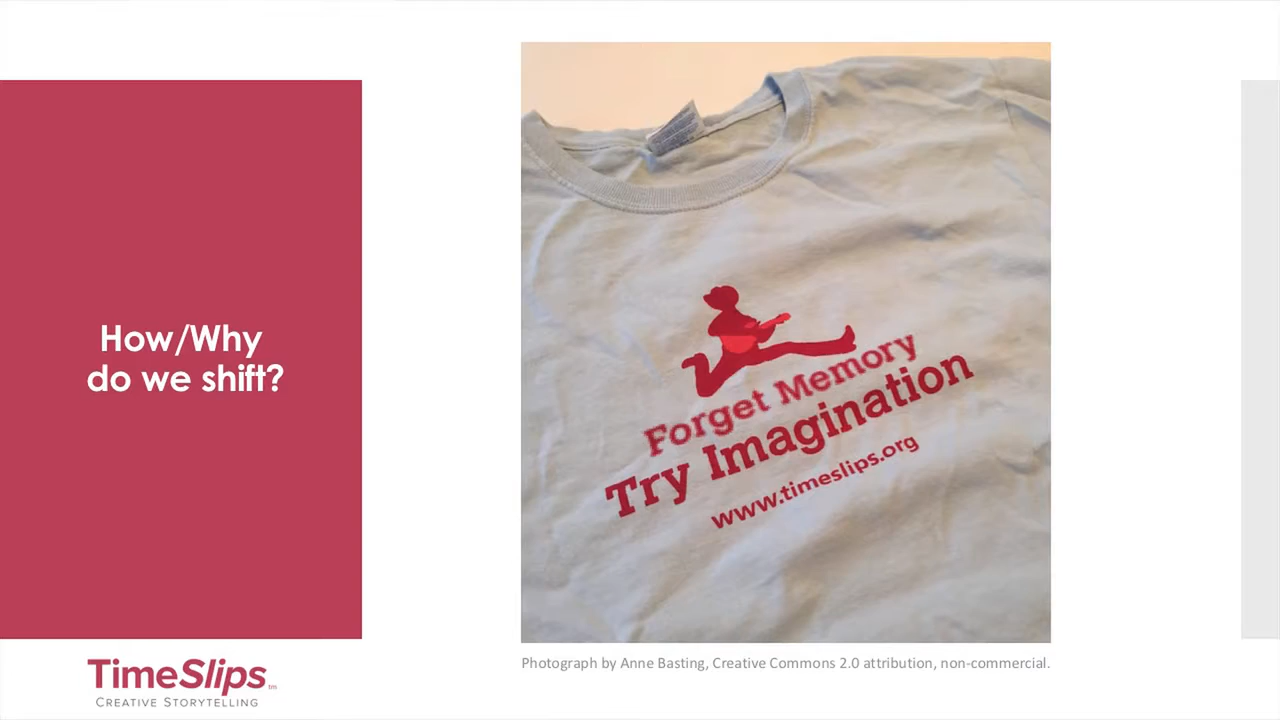 How/Why
do we shift?
Forget Memory
Try Imagination
www.timeslips.org
Photograph by Anne Basting, Creative Commons 2.0 attribution, non-commercial.
TimeSlips™
CREATIVE STORYTELLING